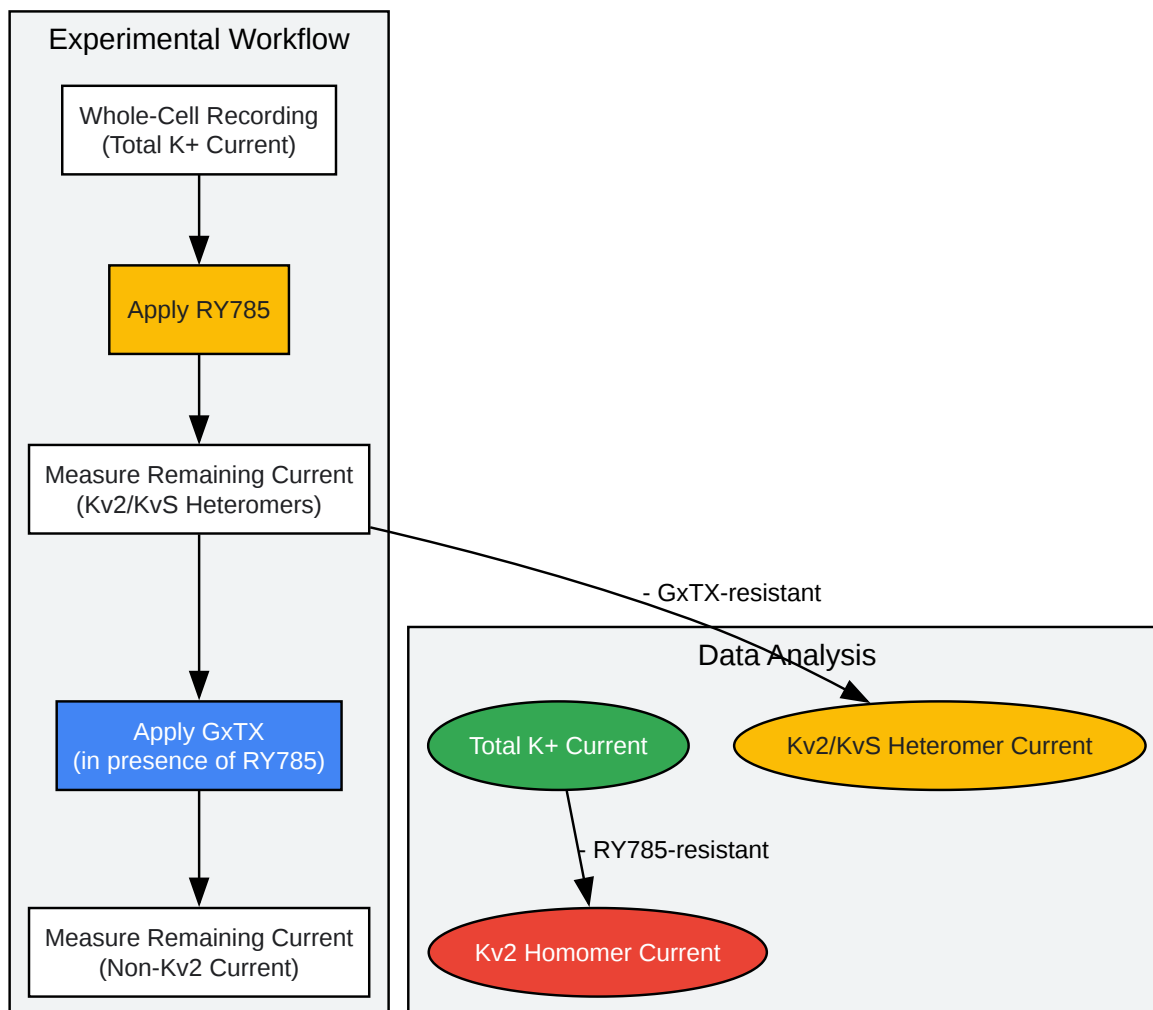 Experimental Workflow
Whole-Cell Recording
(Total K+ Current)
Apply RY785
Measure Remaining Current
(Kv2/KvS Heteromers)
- GxTX-resistant
Apply GxTX
(in presence of RY785)
Measure Remaining Current
(Non-Kv2 Current)
Data Analysis
Total K+ Current
Kv2/KvS Heteromer Current
- RY785-resistant
Kv2 Homomer Current